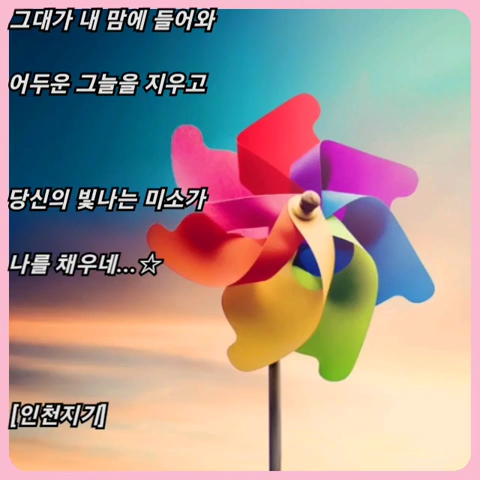 그대가 내 맘에 들어와
어두운 그늘을 지우고
당신의 빛나는 미소가
나를 채우네...☆
[인천지기]